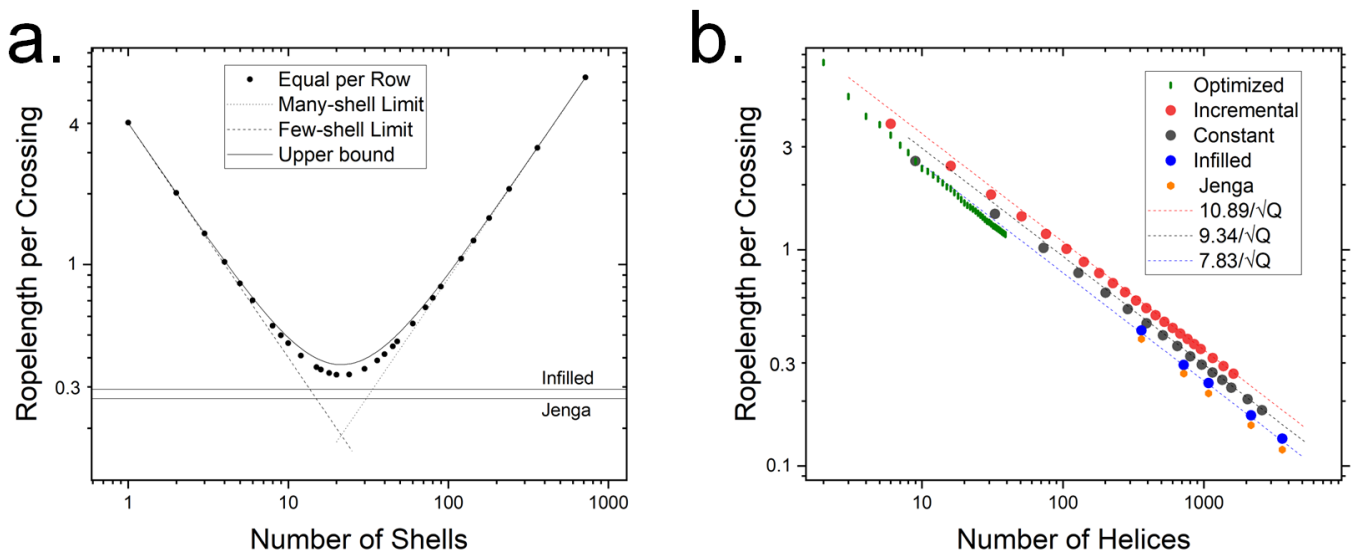 a.
Ropelength per Crossing
4
1
0.3
Equal per Row
Many-shell Limit
Few-shell Limit
Upper bound
Infilled
Jenga
1
10
100
1000
Number of Shells
b.
Ropelength per Crossing
3
1
0.3
0.1
Optimized
Incremental
Constant
Infilled
Jenga
10.89/√Q
9.34/√Q
7.83/√Q
10
100
1000
Number of Helices